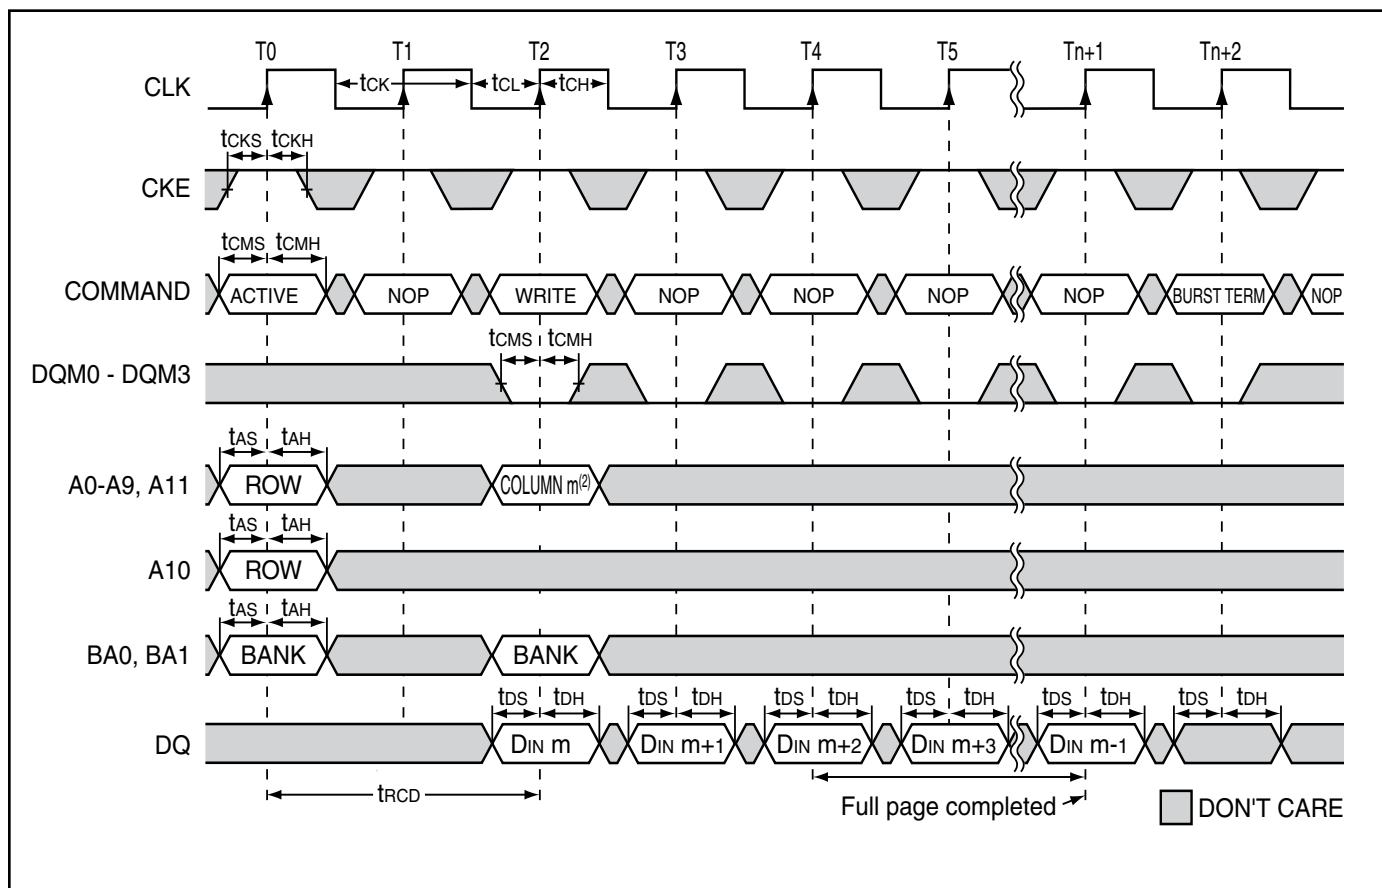 T0 T1 T2 T3 T4 T5 Tn+1 Tn+2
CLK tCK tCL tCH
tCKS tCKH
CKE
tCMS tCMH
COMMAND ACTIVE NOP WRITE NOP NOP NOP NOP BURST TERM NOP
tCMS tCMH
DQM0 - DQM3
tAS tAH
A0-A9, A11 ROW COLUMN m(2)
tAS tAH
A10 ROW
tAS tAH
BA0, BA1 BANK BANK
tDS tDH tDS tDH tDS tDH tDS tDH tDS tDH tDS tDH
DQ DIN m DIN m+1 DIN m+2 DIN m+3 DIN m-1
tRCD
Full page completed
DON'T CARE